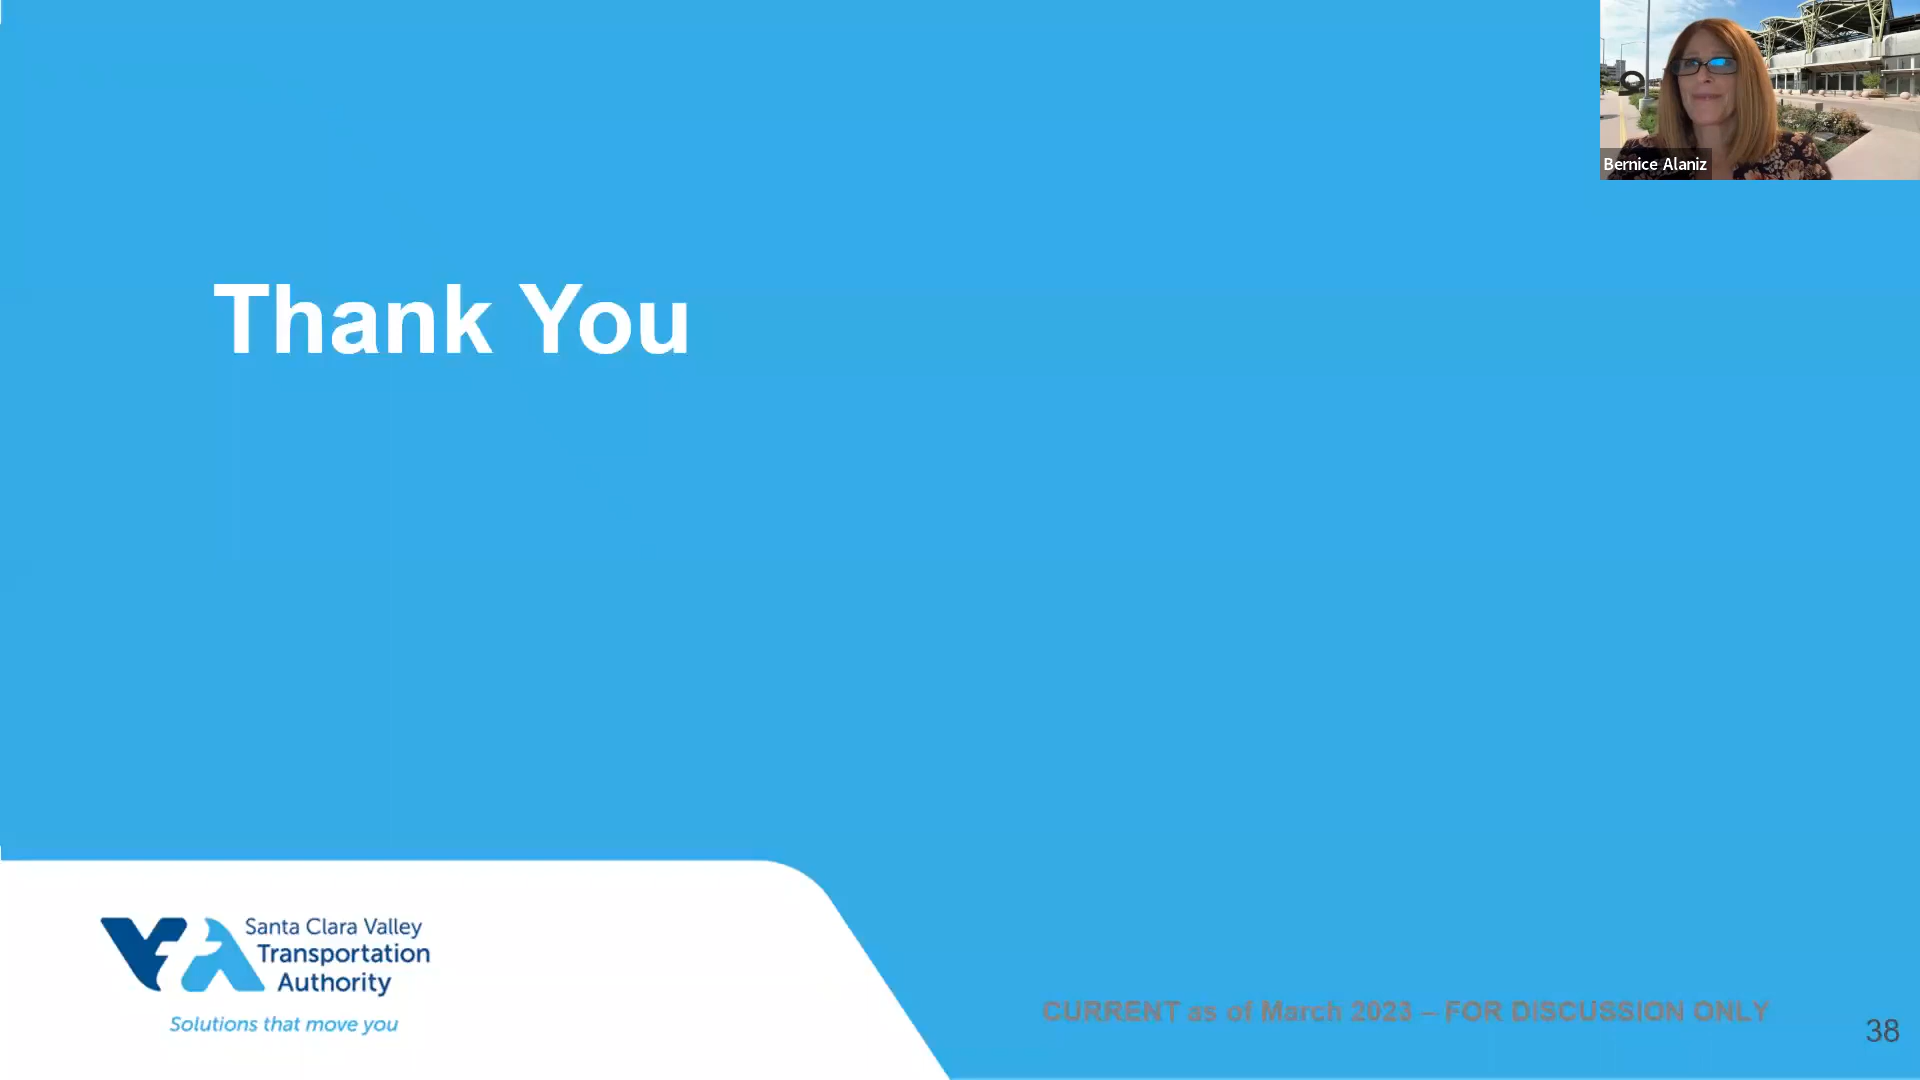 Bernice Alaniz
Thank You
VTA
Santa Clara Valley
Transportation
Authority
Solutions that move you
CURRENT as of March 2023 – FOR DISCUSSION ONLY
38